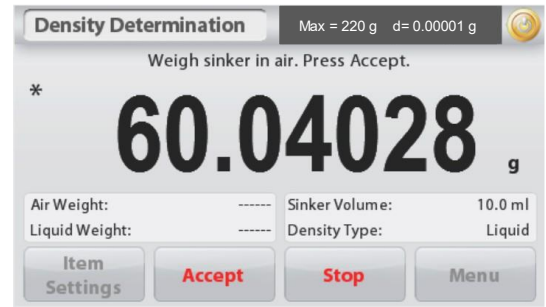 Density Determination Max = 220 g d= 0.00001 g
Weigh sinker in air. Press Accept.
*
60.04028 g
Air Weight: ------ Sinker Volume: 10.0 ml
Liquid Weight: ------ Density Type: Liquid
Item Settings Accept Stop Menu